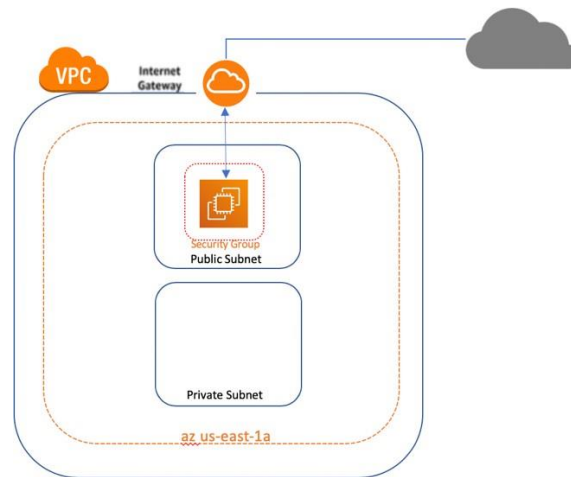 VPC
Internet
Gateway
Security Group
Public Subnet
Private Subnet
az us-east-1a